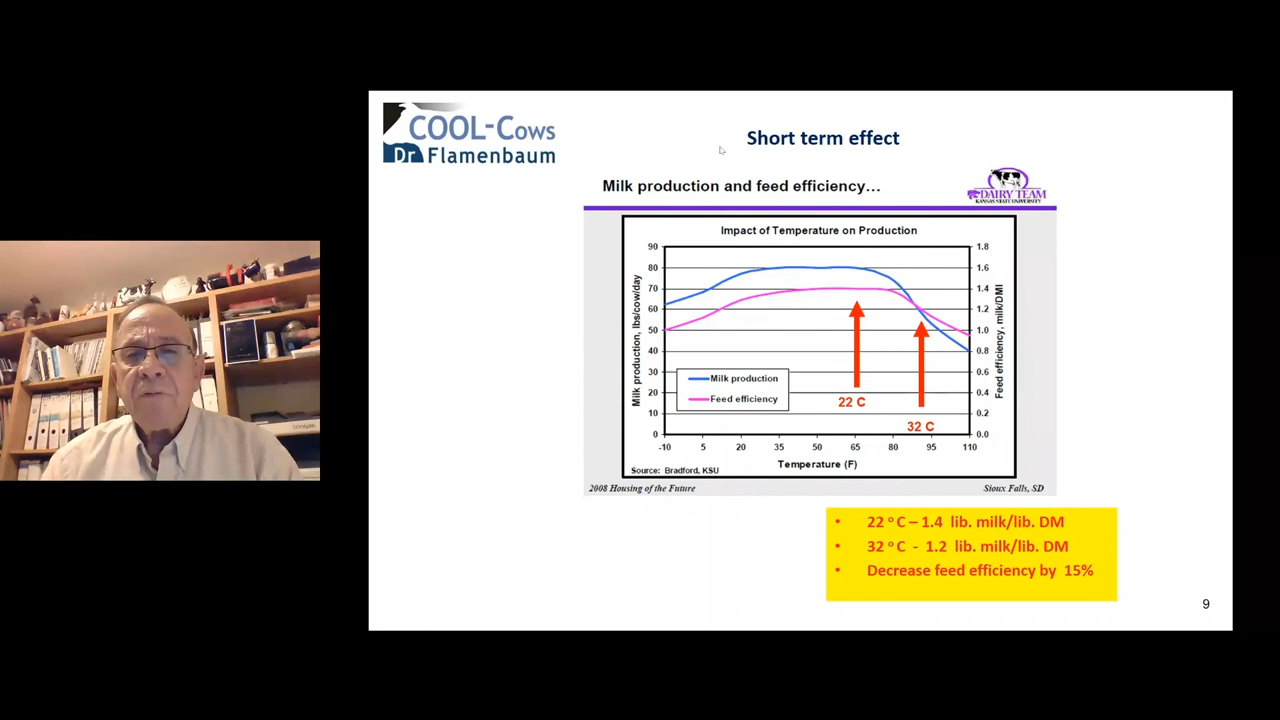 COOL-Cows
Dr Flamenbaum
Short term effect
Milk production and feed efficiency…
DAIRY TEAM
KANSAS STATE UNIVERSITY
Impact of Temperature on Production
90
80
70
60
50
40
30
20
10
0
Milk production, lbs/cow/day
1.8
1.6
1.4
1.2
1.0
0.8
0.6
0.4
0.2
0.0
Feed efficiency, milk/DMI
Milk production
Feed efficiency
22 C
32 C
-10 5 20 35 50 65 80 95 110
Temperature (F)
Source: Bradford, KSU
2008 Housing of the Future
Sioux Falls, SD
• 22 º C – 1.4 lib. milk/lib. DM
• 32 º C - 1.2 lib. milk/lib. DM
• Decrease feed efficiency by 15%
9